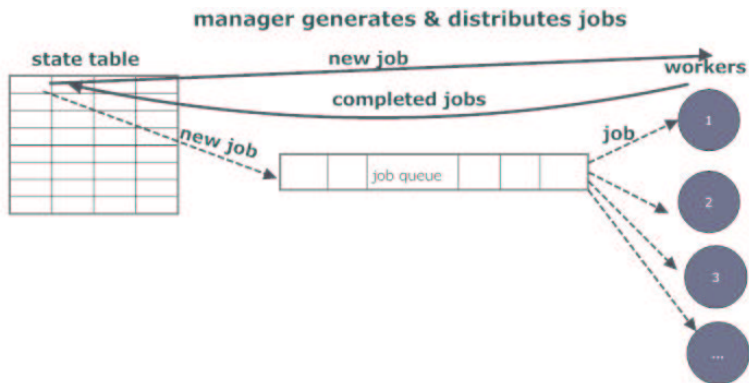 manager generates & distributes jobs
state table
new job
workers
completed jobs
new job
job
job queue
1
2
3
...